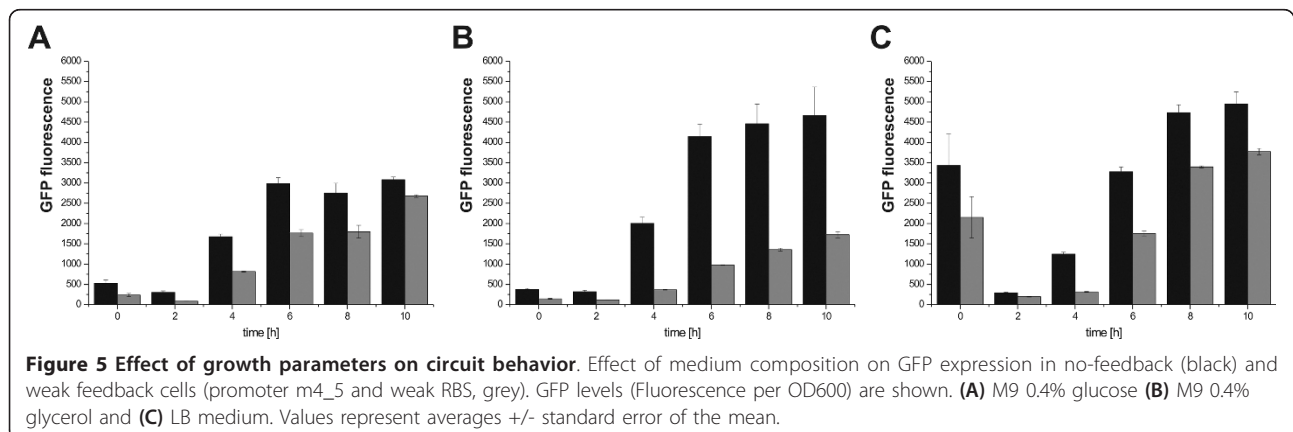 A
B
C
GFP fluorescence
6000
5500
5000
4500
4000
3500
3000
2500
2000
1500
1000
500
0
0 2 4 6 8 10
time [h]
GFP fluorescence
6000
5500
5000
4500
4000
3500
3000
2500
2000
1500
1000
500
0
0 2 4 6 8 10
time [h]
GFP fluorescence
6000
5500
5000
4500
4000
3500
3000
2500
2000
1500
1000
500
0
0 2 4 6 8 10
time [h]
Figure 5 Effect of growth parameters on circuit behavior. Effect of medium composition on GFP expression in no-feedback (black) and
weak feedback cells (promoter m4_5 and weak RBS, grey). GFP levels (Fluorescence per OD600) are shown. (A) M9 0.4% glucose (B) M9 0.4%
glycerol and (C) LB medium. Values represent averages +/- standard error of the mean.